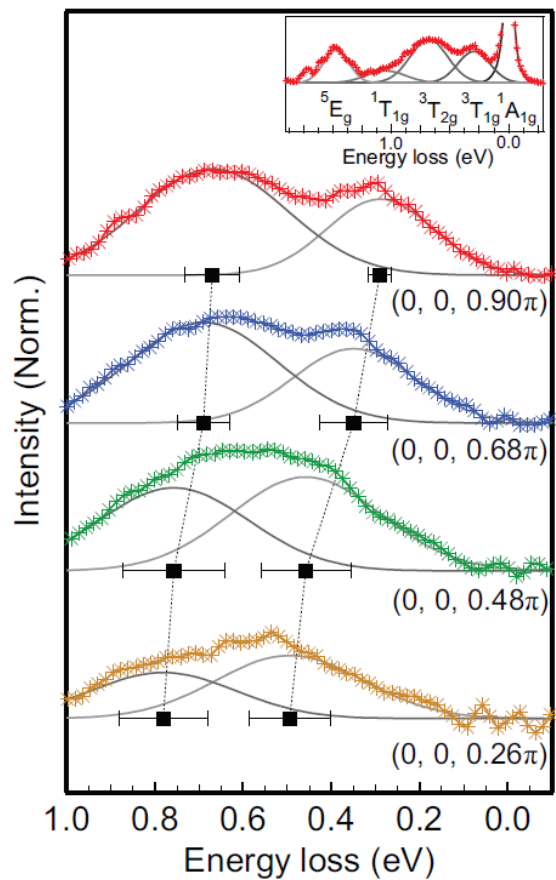 ⁵E_g ¹T_1g ³T_2g ³T_1g ¹A_1g
1.0 0.0
Energy loss (eV)
(0, 0, 0.90π)
(0, 0, 0.68π)
(0, 0, 0.48π)
(0, 0, 0.26π)
Intensity (Norm.)
1.0 0.8 0.6 0.4 0.2 0.0
Energy loss (eV)